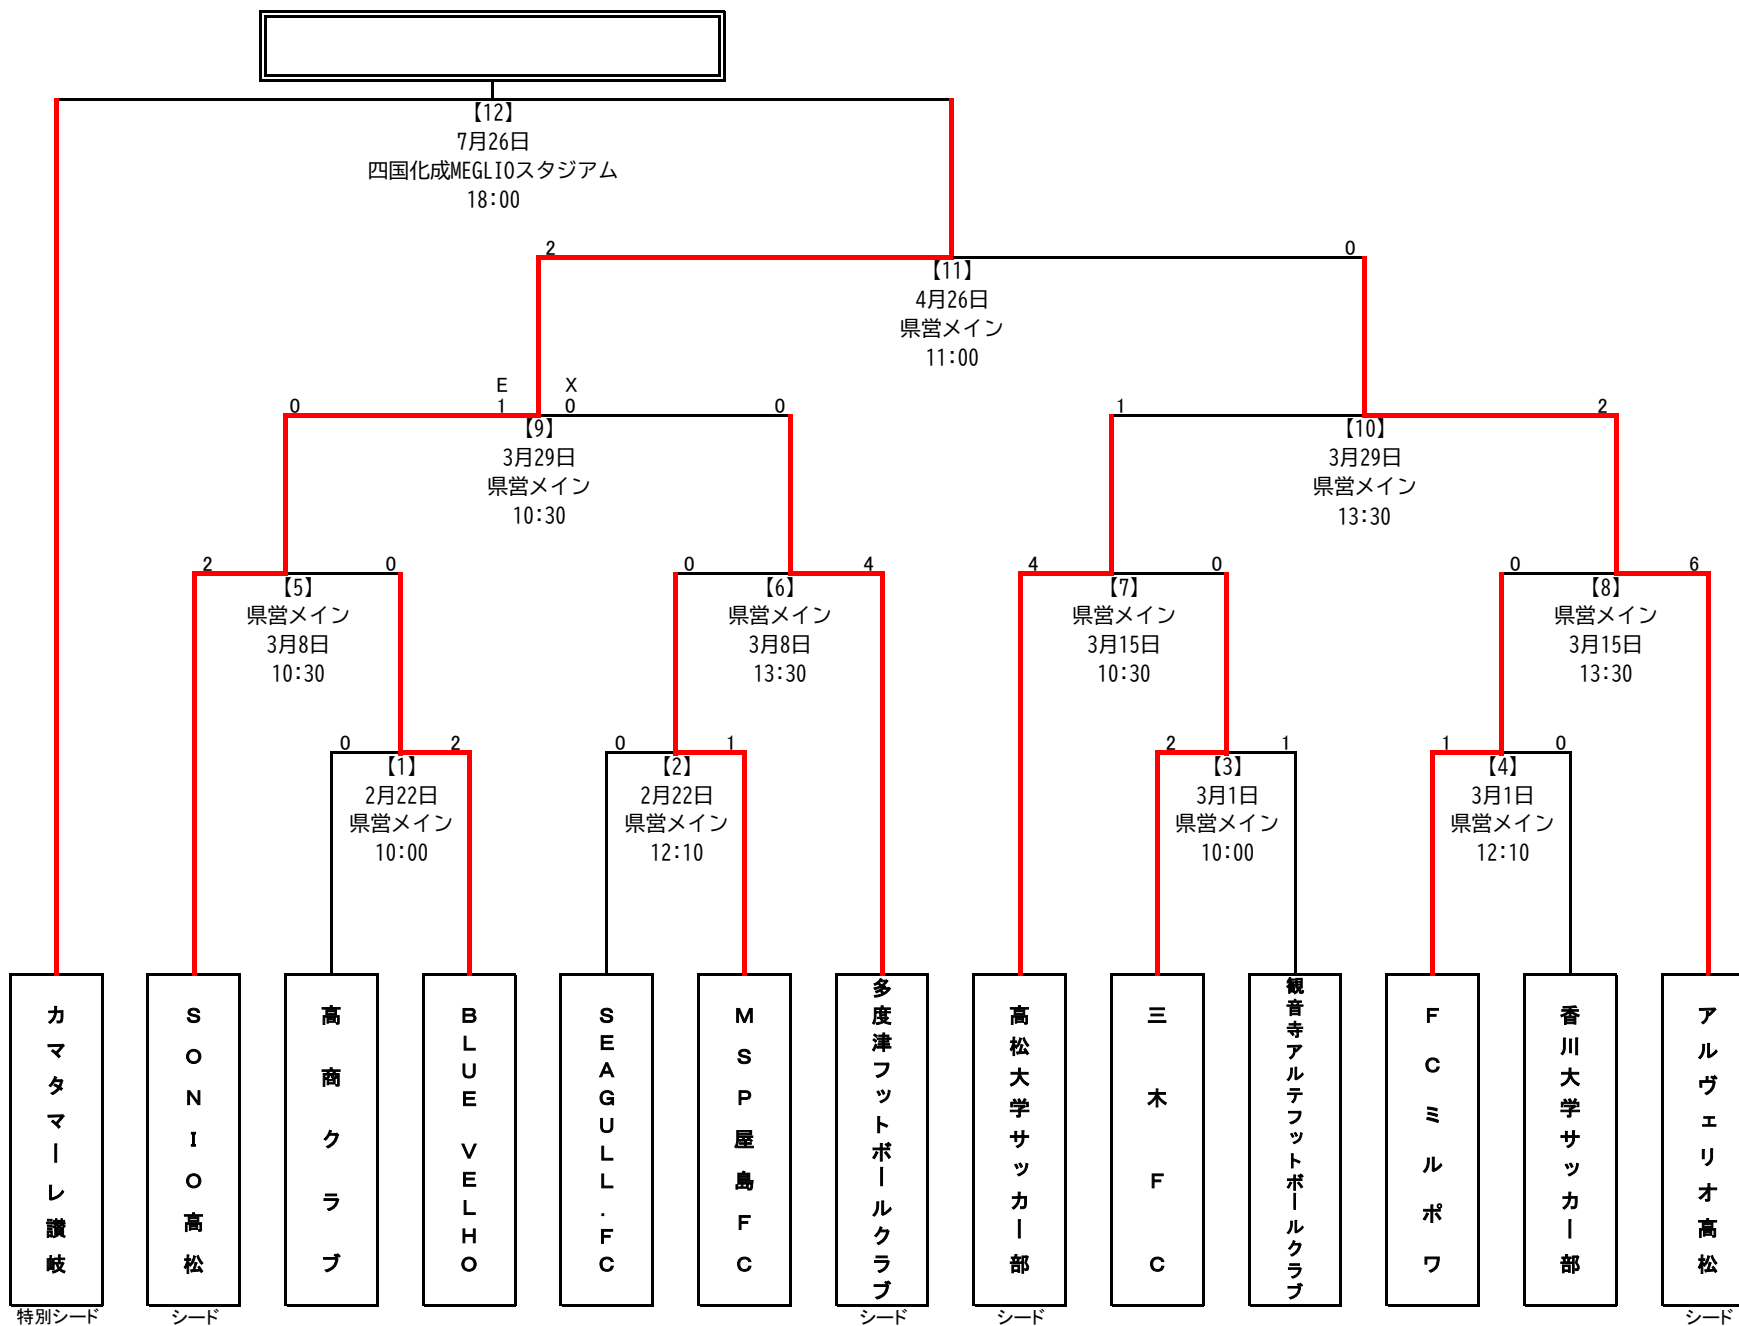 【12】
7月26日
四国化成MEGLIOスタジアム
18:00
2 0
【11】
4月26日
県営メイン
11:00
E X
0 1 0 0
【9】
3月29日
県営メイン
10:30
1 2
【10】
3月29日
県営メイン
13:30
2 0
【5】
県営メイン
3月8日
10:30
0 4
【6】
県営メイン
3月8日
13:30
4 0
【7】
県営メイン
3月15日
10:30
0 6
【8】
県営メイン
3月15日
13:30
0 2
【1】
2月22日
県営メイン
10:00
0 1
【2】
2月22日
県営メイン
12:10
2 1
【3】
3月1日
県営メイン
10:00
1 0
【4】
3月1日
県営メイン
12:10
カマタマーレ讃岐
特別シード
SONIO高松
シード
高商クラブ
BLUE VELHO
SEAGULL.FC
MSP屋島FC
多度津フットボールクラブ
シード
高松大学サッカー部
シード
三木FC
観音寺アルテフットボールクラブ
FCミルポワ
香川大学サッカー部
アルヴェリオ高松
シード